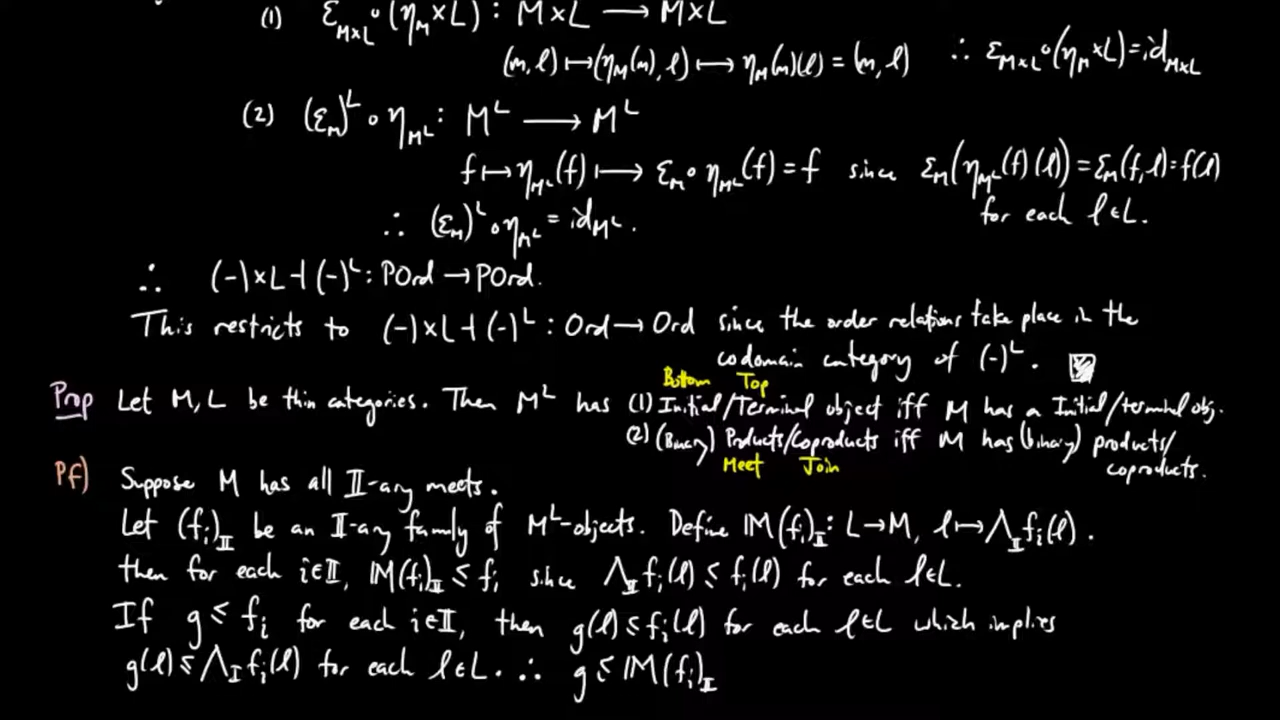 (1) ε_{M×L}∘(η_M×L) : M×L ⟶ M×L
(m,l)⟼(η_M(m),l)⟼ η_M(m)(l) = (m,l) ∴ ε_{M×L}∘(η_M×L)=id_{M×L}
(2) (ε_M)^L ∘ η_{M^L} : M^L ⟶ M^L
f⟼η_{M^L}(f)⟼ ε_M∘η_{M^L}(f)=f since ε_M(η_{M^L}(f)(l))=ε_M(f,l)=f(l)
for each l∈L.
∴ (ε_M)^L∘η_{M^L} = id_{M^L}.
∴ (-)×L⊣(-)^L : POrd→POrd.
This restricts to (-)×L⊣(-)^L : Ord→Ord since the order relations take place in the
codomain category of (-)^L.
Bottom Top
Prop Let M,L be thin categories. Then M^L has (1) Initial/Terminal object iff M has a Initial/terminal obj.
(2) (Binary) Products/Coproducts iff M has (binary) products/
coproducts.
Meet Join
Pf) Suppose M has all 𝕀-ary meets.
Let (f_i)_𝕀 be an 𝕀-ary family of M^L-objects. Define 𝕄(f_i)_𝕀 : L→M, l⟼⋀_𝕀 f_i(l).
then for each i∈𝕀, 𝕄(f_i)_𝕀 ≤ f_i since ⋀_𝕀 f_i(l) ≤ f_i(l) for each l∈L.
If g ≤ f_i for each i∈𝕀, then g(l) ≤ f_i(l) for each l∈L which implies
g(l) ≤ ⋀_I f_i(l) for each l∈L. ∴ g ≤ 𝕄(f_i)_𝕀